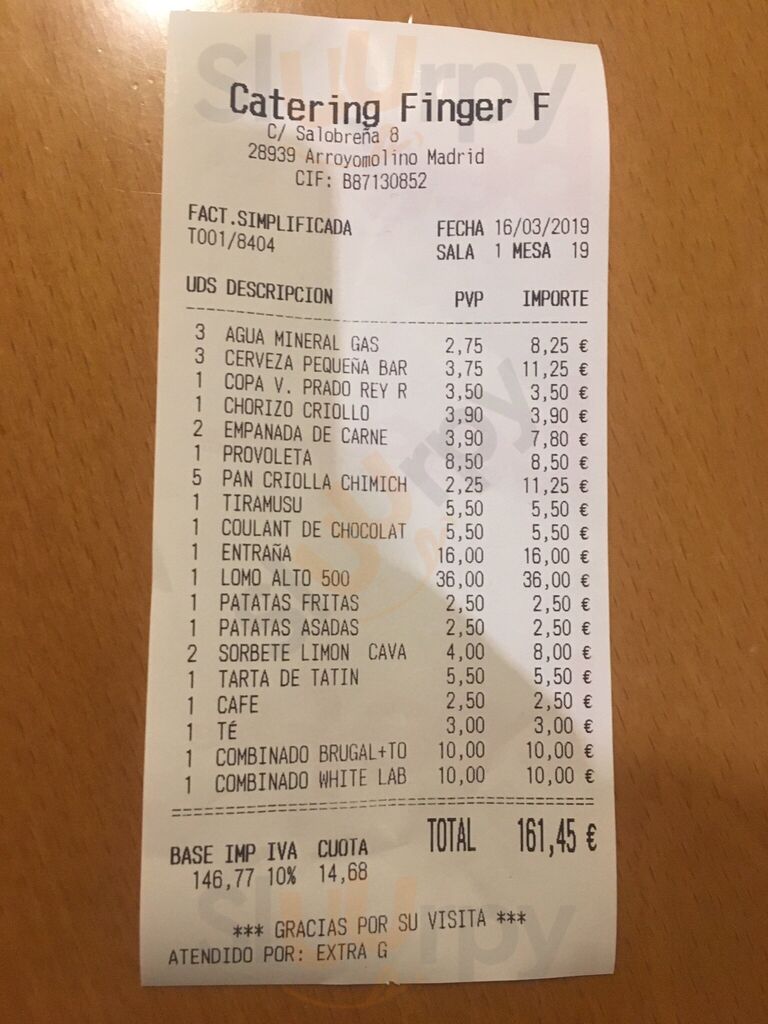 Catering Finger F
C/ Salobreña 8
28939 Arroyomolino Madrid
CIF: B87130852
FACT.SIMPLIFICADA FECHA 16/03/2019
T001/8404 SALA 1 MESA 19
UDS DESCRIPCION PVP IMPORTE
3 AGUA MINERAL GAS 2,75 8,25 €
3 CERVEZA PEQUEÑA BAR 3,75 11,25 €
1 COPA V. PRADO REY R 3,50 3,50 €
1 CHORIZO CRIOLLO 3,90 3,90 €
2 EMPANADA DE CARNE 3,90 7,80 €
1 PROVOLETA 8,50 8,50 €
5 PAN CRIOLLA CHIMICH 2,25 11,25 €
1 TIRAMUSU 5,50 5,50 €
1 COULANT DE CHOCOLAT 5,50 5,50 €
1 ENTRAÑA 16,00 16,00 €
1 LOMO ALTO 500 36,00 36,00 €
1 PATATAS FRITAS 2,50 2,50 €
1 PATATAS ASADAS 2,50 2,50 €
2 SORBETE LIMON CAVA 4,00 8,00 €
1 TARTA DE TATIN 5,50 5,50 €
1 CAFE 2,50 2,50 €
1 TÉ 3,00 3,00 €
1 COMBINADO BRUGAL+TO 10,00 10,00 €
1 COMBINADO WHITE LAB 10,00 10,00 €
TOTAL 161,45 €
BASE IMP IVA CUOTA
146,77 10% 14,68
*** GRACIAS POR SU VISITA ***
ATENDIDO POR: EXTRA G
Sluurpy
Sluurpy
Sluurpy